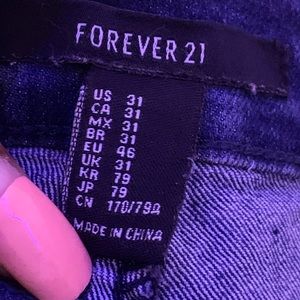 FOREVER 21
US 31
CA 31
MX 31
BR 31
EU 46
UK 31
KR 79
JP 79
CN 170/79A
MADE IN CHINA